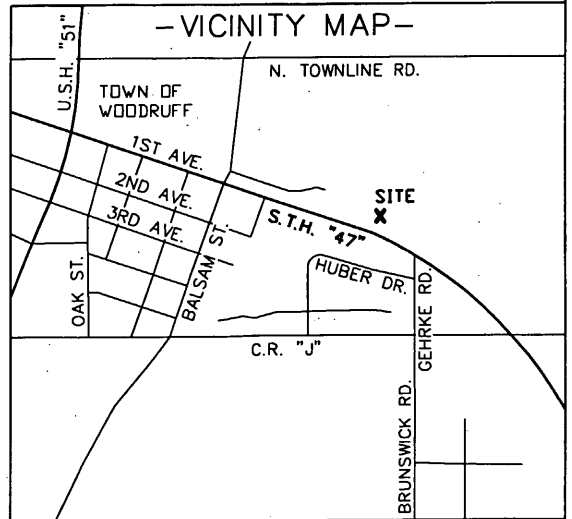 -VICINITY MAP-
U.S.H. "51"
N. TOWNLINE RD.
TOWN OF
WOODRUFF
1ST AVE.
2ND AVE.
3RD AVE.
SITE
X
S.T.H. "47"
OAK ST.
BALSAM ST.
HUBER DR.
GEHRKE RD.
C.R. "J"
BRUNSWICK RD.